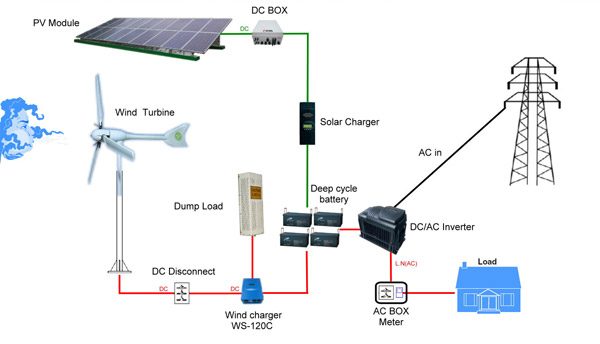 DC BOX
PV Module
DC
Wind Turbine
Solar Charger
AC in
Deep cycle
battery
Dump Load
DC/AC Inverter
L.N(AC)
Load
DC Disconnect
DC
DC
Wind charger
WS-120C
AC BOX
Meter